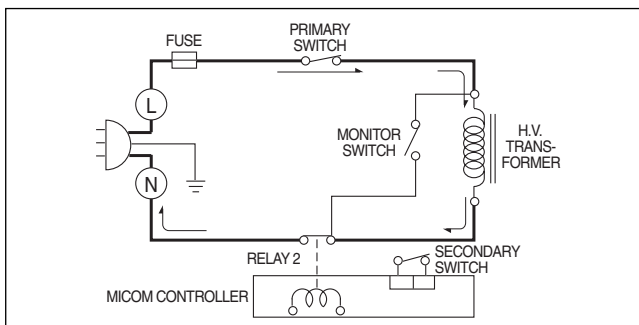 FUSE
PRIMARY
SWITCH
L
MONITOR
SWITCH
H.V.
TRANS-
FORMER
N
RELAY 2
SECONDARY
SWITCH
MICOM CONTROLLER